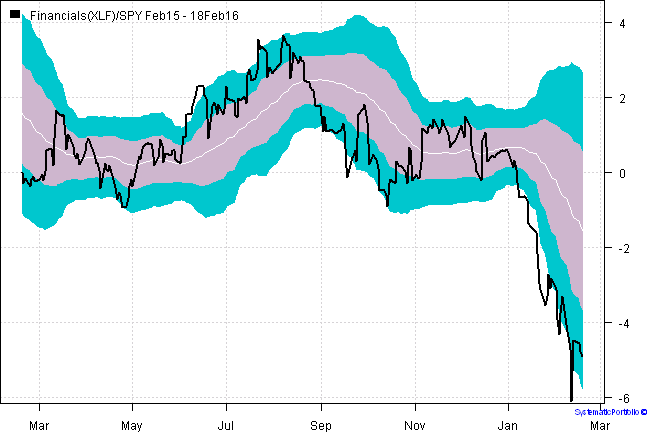 Financials(XLF)/SPY Feb15 - 18Feb16
4
2
0
-2
-4
-6
SystematicPortfolio ©
Mar May Jul Sep Nov Jan Mar